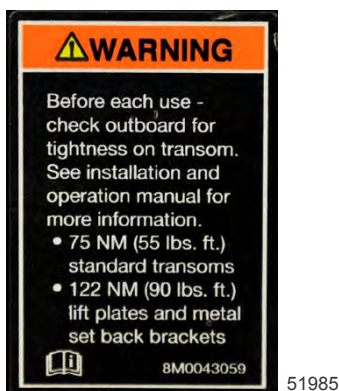 WARNING
Before each use -
check outboard for
tightness on transom.
See installation and
operation manual for
more information.
• 75 NM (55 lbs. ft.)
standard transoms
• 122 NM (90 lbs. ft.)
lift plates and metal
set back brackets
8M0043059
51985